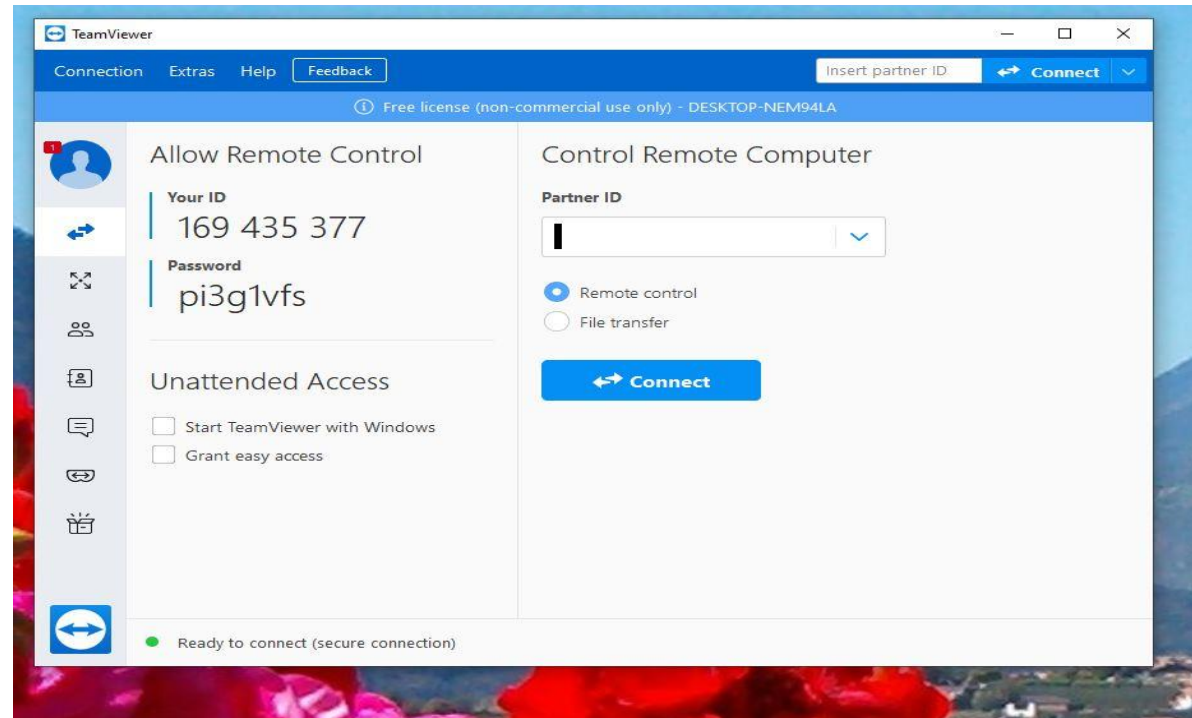 TeamViewer
Connection Extras Help Feedback Insert partner ID Connect
Free license (non-commercial use only) - DESKTOP-NEM94LA
1
Allow Remote Control
Your ID
169 435 377
Password
pi3g1vfs
Unattended Access
Start TeamViewer with Windows
Grant easy access
Control Remote Computer
Partner ID
Remote control
File transfer
Connect
Ready to connect (secure connection)